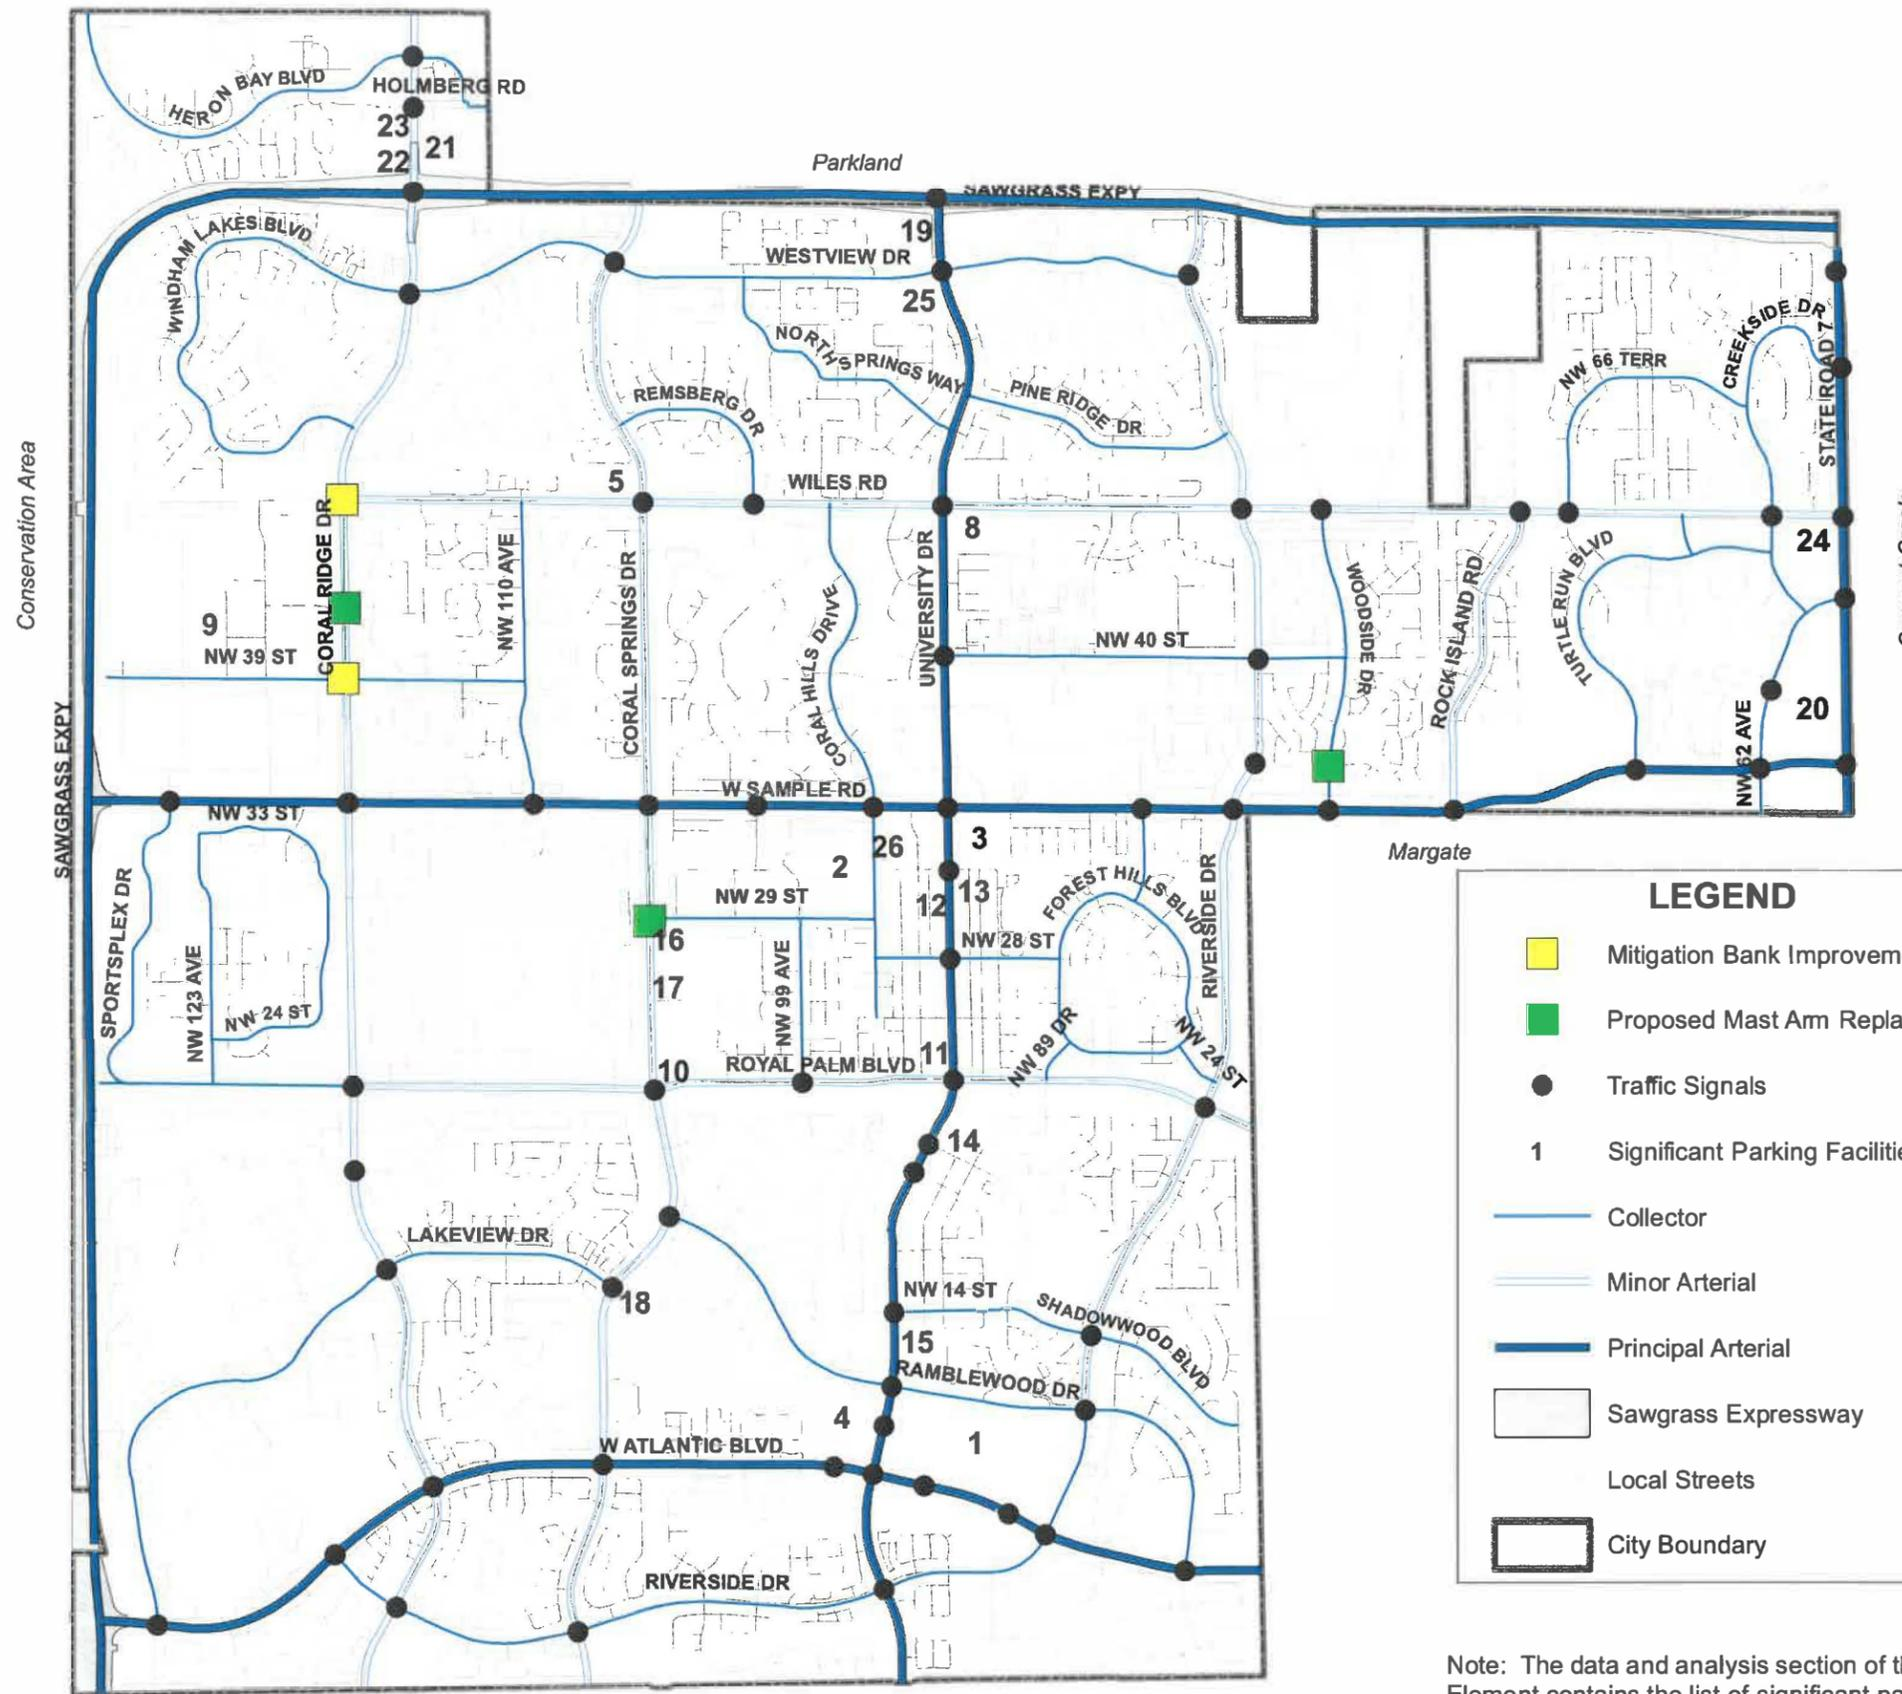 HERON BAY BLVD
HOLMBERG RD
23
21
22
Parkland
SAWGRASS EXPY
WINDHAM LAKES BLVD
19
WESTVIEW DR
25
NORTH SPRINGS WAY
PINE RIDGE DR
REMSBERG DR
CREEKSIDE DR
NW 66 TERR
STATE ROAD 7
Conservation Area
5
WILES RD
8
24
CORAL RIDGE DR
NW 110 AVE
CORAL SPRINGS DR
CORAL HILLS DRIVE
UNIVERSITY DR
WOODSIDE DR
ROCK ISLAND RD
TURTLE RUN BLVD
9
NW 39 ST
NW 40 ST
20
NW 62 AVE
SAWGRASS EXPY
W SAMPLE RD
NW 33 ST
26
3
2
Margate
SPORTSPLEX DR
NW 123 AVE
NW 24 ST
NW 29 ST
12
13
FOREST HILLS BLVD
RIVERSIDE DR
16
NW 28 ST
17
NW 99 AVE
NW 89 DR
NW 24 ST
10
ROYAL PALM BLVD
11
14
LAKEVIEW DR
18
NW 14 ST
SHADOWWOOD BLVD
15
RAMBLEWOOD DR
4
1
W ATLANTIC BLVD
RIVERSIDE DR
LEGEND
Mitigation Bank Improvem
Proposed Mast Arm Repla
Traffic Signals
1 Significant Parking Facilitie
Collector
Minor Arterial
Principal Arterial
Sawgrass Expressway
Local Streets
City Boundary
Note: The data and analysis section of t
Element contains the list of significant pa